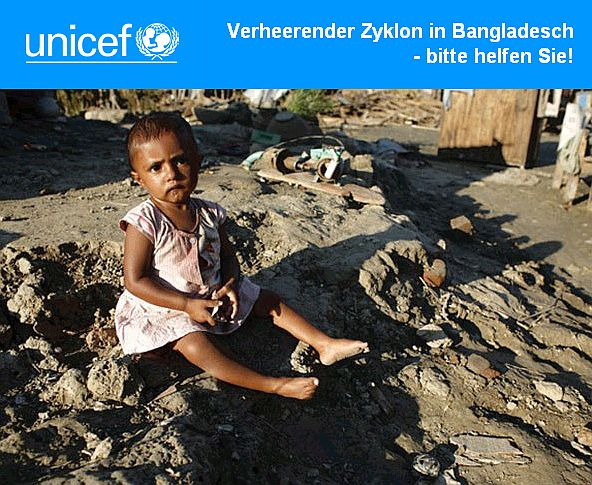 unicef
Verheerender Zyklon in Bangladesch
- bitte helfen Sie!